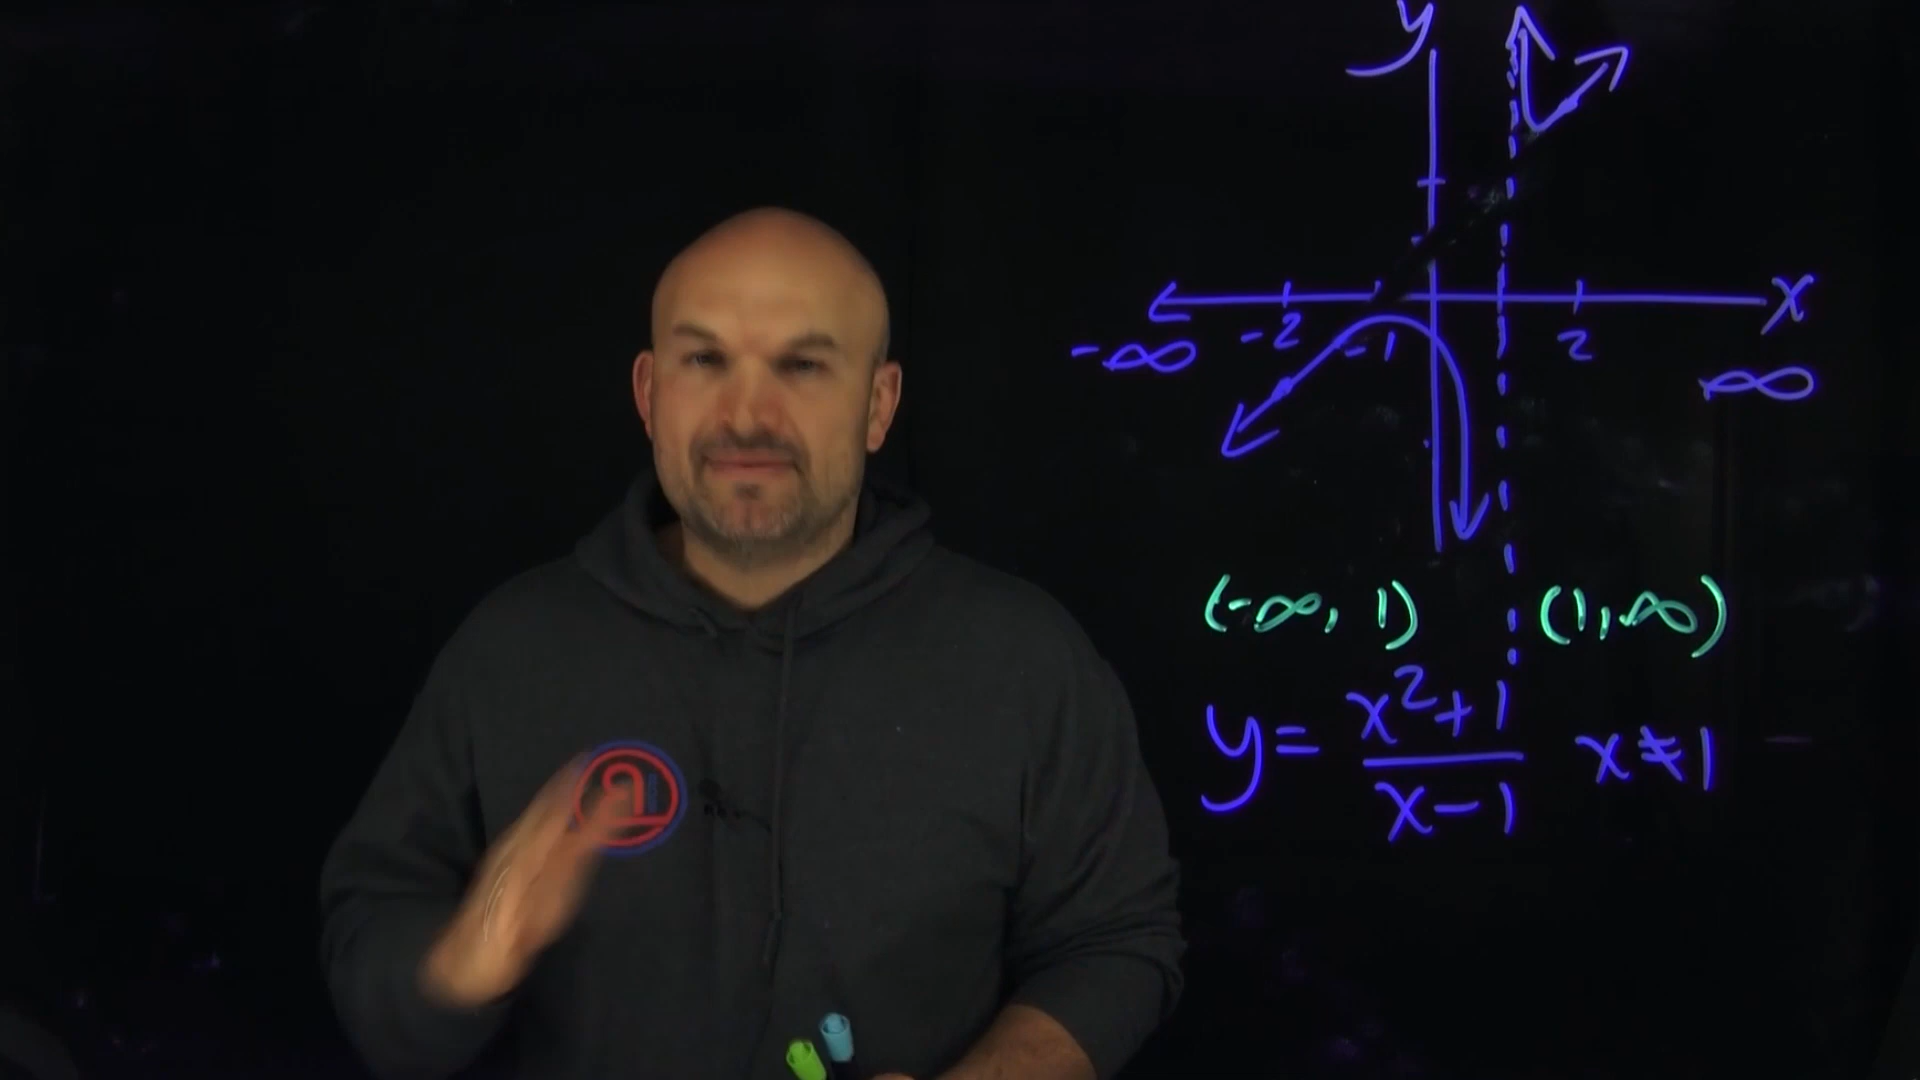 y
x
-2 -1 2
-∞ ∞
(-∞, 1) (1, ∞)
y = x²+1 / x-1 x ≠ 1